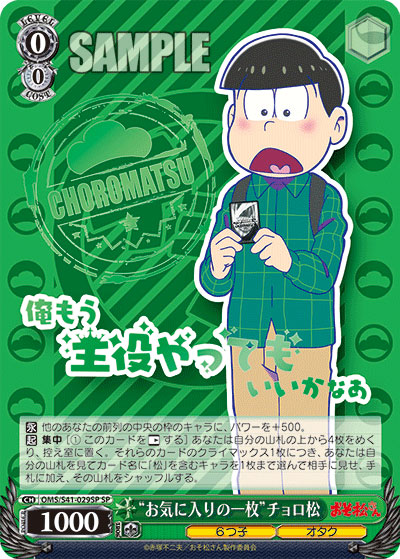 LEVEL
0
0
COST
SAMPLE
CHOROMATSU
俺もう
主役やっても
いいかなあ
永 他のあなたの前列の中央の枠のキャラに、パワーを+500。
起 集中 [① このカードを する] あなたは自分の山札の上から4枚をめく
り、控え室に置く。それらのカードのクライマックス1枚につき、あなたは自
分の山札を見てカード名に「松」を含むキャラを1枚まで選んで相手に見せ、手
札に加え、その山札をシャッフルする。
CH OMS/S41-029SP SP
1000
“お気に入りの一枚”チョロ松
おそ松さん
6つ子
オタク
©赤塚不二夫/おそ松さん製作委員会